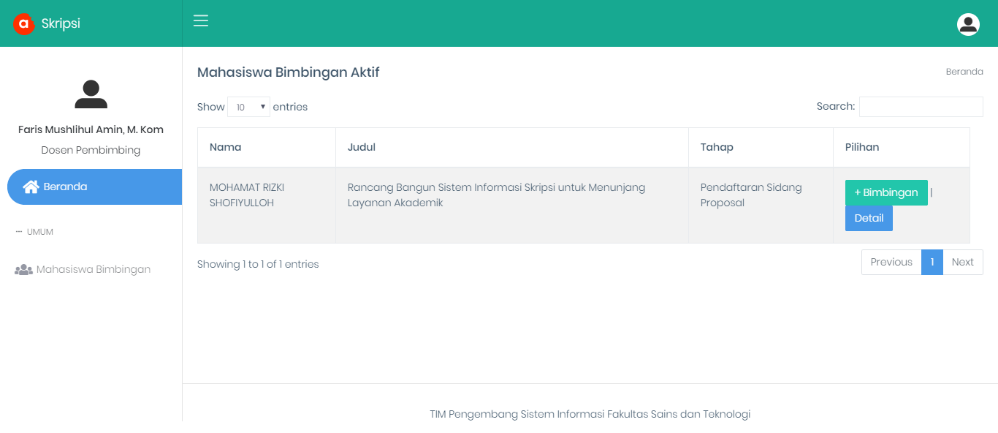 a Skripsi
Mahasiswa Bimbingan Aktif
Beranda
Show 10 entries
Search:
Faris Mushlihul Amin, M. Kom
Dosen Pembimbing
Beranda
UMUM
Mahasiswa Bimbingan
Nama Judul Tahap Pilihan
MOHAMAT RIZKI
SHOFIYULLOH
Rancang Bangun Sistem Informasi Skripsi untuk Menunjang
Layanan Akademik
Pendaftaran Sidang
Proposal
+ Bimbingan |
Detail
Showing 1 to 1 of 1 entries
Previous 1 Next
TIM Pengembang Sistem Informasi Fakultas Sains dan Teknologi